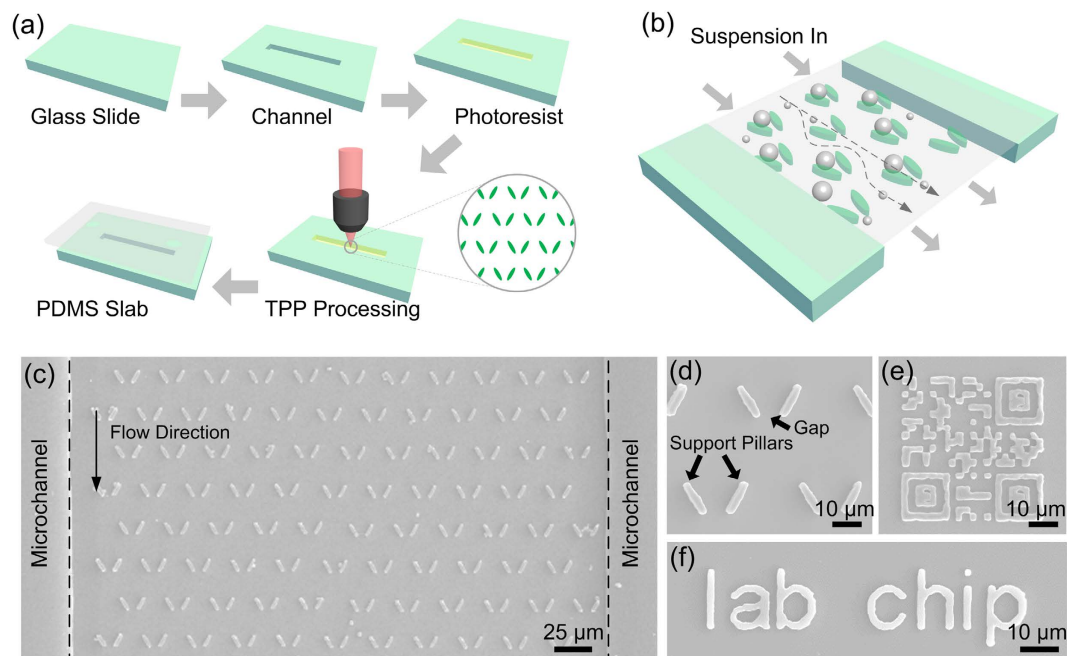 (a)
Glass Slide
Channel
Photoresist
PDMS Slab
TPP Processing
(b)
Suspension In
(c)
Microchannel
Flow Direction
Microchannel
25 µm
(d)
Gap
Support Pillars
10 µm
(e)
10 µm
(f)
lab chip
10 µm